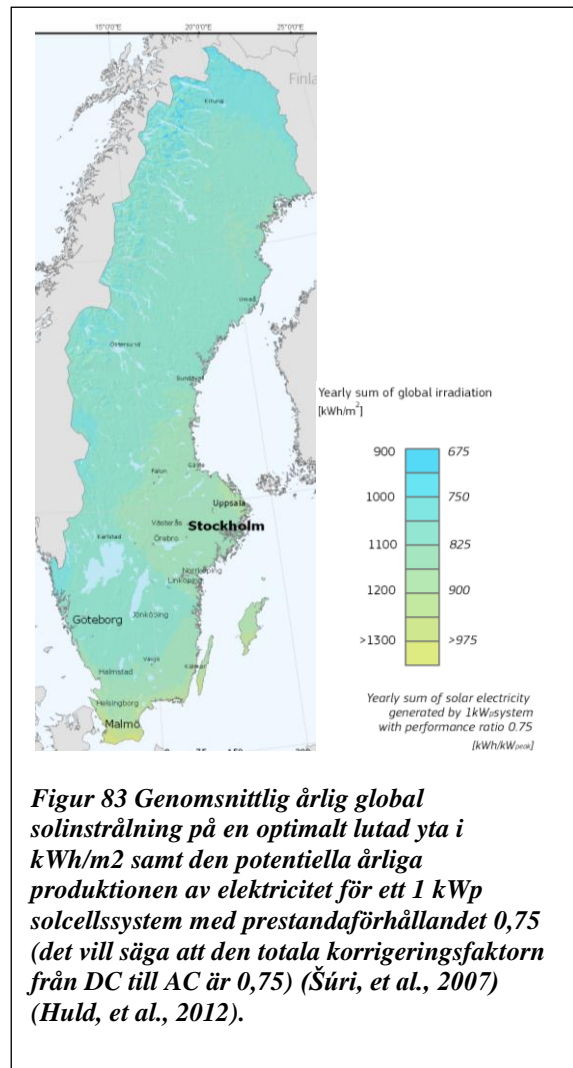 15°0'0"E 20°0'0"E 25°0'0"E
Finla
Kiruna
Umeå
Östersund
Sundsvall
Yearly sum of global irradiation
[kWh/m²]
900 675
1000 750
1100 825
1200 900
>1300 >975
Falun
Gävle
Uppsala
Västerås
Stockholm
Karlstad
Örebro
Norrköping
Linköping
Göteborg
Jönköping
Växjö
Kalmar
Halmstad
Helsingborg
Malmö
Yearly sum of solar electricity
generated by 1kWpsystem
with performance ratio 0.75
[kWh/kWpeak]
Figur 83 Genomsnittlig årlig global
solinstrålning på en optimalt lutad yta i
kWh/m2 samt den potentiella årliga
produktionen av elektricitet för ett 1 kWp
solcellssystem med prestandaförhållandet 0,75
(det vill säga att den totala korrigeringsfaktorn
från DC till AC är 0,75) (Šúri, et al., 2007)
(Huld, et al., 2012).